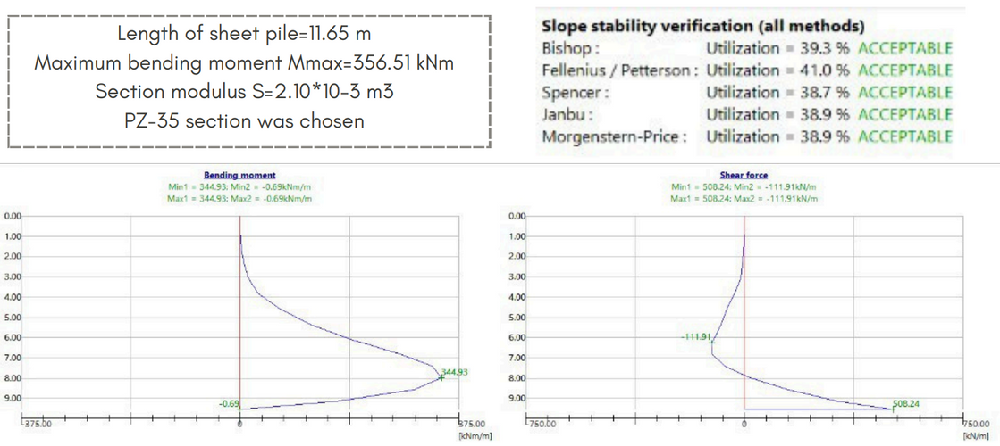 Length of sheet pile=11.65 m
Maximum bending moment Mmax=356.51 kNm
Section modulus S=2.10*10-3 m3
PZ-35 section was chosen
Slope stability verification (all methods)
Bishop : Utilization = 39.3 % ACCEPTABLE
Fellenius / Petterson : Utilization = 41.0 % ACCEPTABLE
Spencer : Utilization = 38.7 % ACCEPTABLE
Janbu : Utilization = 38.9 % ACCEPTABLE
Morgenstern-Price : Utilization = 38.9 % ACCEPTABLE
Bending moment
Min1 = 344.93; Min2 = -0.69kNm/m
Max1 = 344.93; Max2 = -0.69kNm/m
0.00
1.00
2.00
3.00
4.00
5.00
6.00
7.00
8.00
9.00
344.93
-0.69
375.00
0
375.00
[kNm/m]
Shear force
Min1 = 508.24; Min2 = -111.91kN/m
Max1 = 508.24; Max2 = -111.91kN/m
0.00
1.00
2.00
3.00
4.00
5.00
6.00
7.00
8.00
9.00
-111.91
508.24
750.00
0
750.00
[kN/m]